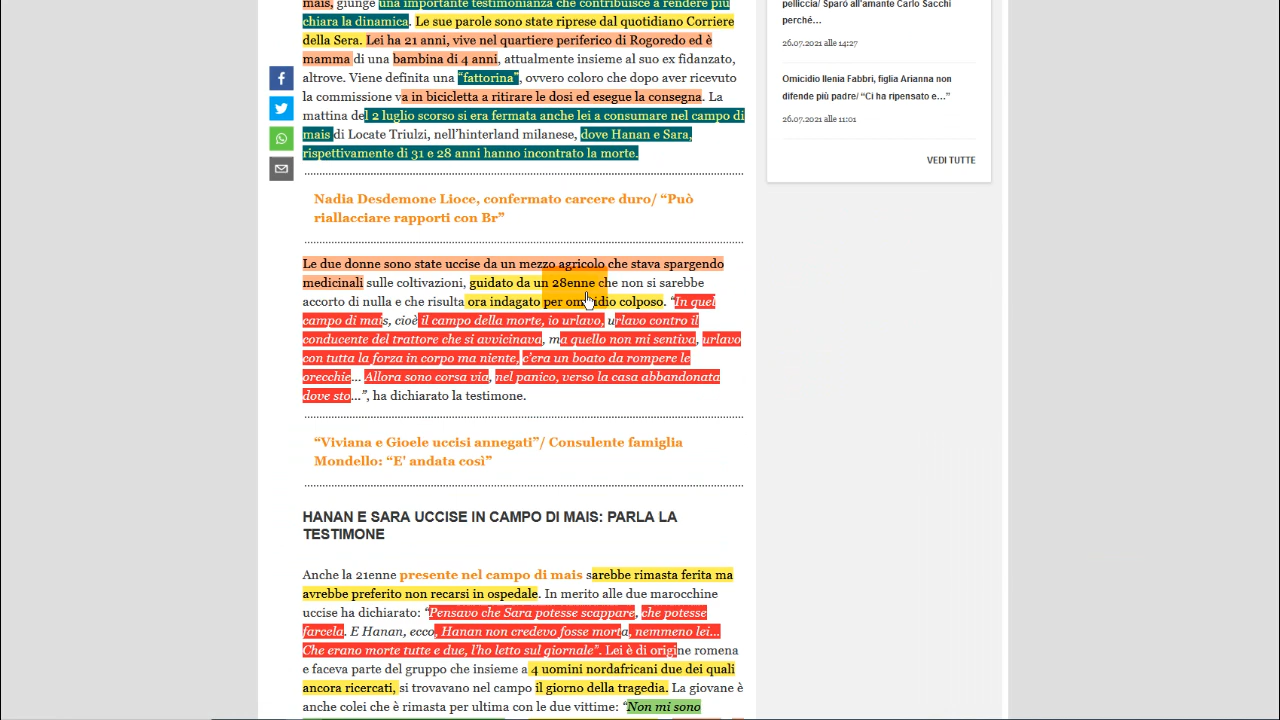 mais, giunge una importante testimonianza che contribuisce a rendere più
chiara la dinamica. Le sue parole sono state riprese dal quotidiano Corriere
della Sera. Lei ha 21 anni, vive nel quartiere periferico di Rogoredo ed è
mamma di una bambina di 4 anni, attualmente insieme al suo ex fidanzato,
altrove. Viene definita una “fattorina”, ovvero coloro che dopo aver ricevuto
la commissione va in bicicletta a ritirare le dosi ed esegue la consegna. La
mattina del 2 luglio scorso si era fermata anche lei a consumare nel campo di
mais di Locate Triulzi, nell’hinterland milanese, dove Hanan e Sara,
rispettivamente di 31 e 28 anni hanno incontrato la morte.
Nadia Desdemone Lioce, confermato carcere duro/ “Può
riallacciare rapporti con Br”
Le due donne sono state uccise da un mezzo agricolo che stava spargendo
medicinali sulle coltivazioni, guidato da un 28enne che non si sarebbe
accorto di nulla e che risulta ora indagato per omicidio colposo. “In quel
campo di mais, cioè il campo della morte, io urlavo, urlavo contro il
conducente del trattore che si avvicinava, ma quello non mi sentiva, urlavo
con tutta la forza in corpo ma niente, c’era un boato da rompere le
orecchie… Allora sono corsa via, nel panico, verso la casa abbandonata
dove sto…”, ha dichiarato la testimone.
“Viviana e Gioele uccisi annegati”/ Consulente famiglia
Mondello: “E' andata così”
HANAN E SARA UCCISE IN CAMPO DI MAIS: PARLA LA
TESTIMONE
Anche la 21enne presente nel campo di mais sarebbe rimasta ferita ma
avrebbe preferito non recarsi in ospedale. In merito alle due marocchine
uccise ha dichiarato: “Pensavo che Sara potesse scappare, che potesse
farcela. E Hanan, ecco, Hanan non credevo fosse morta, nemmeno lei…
Che erano morte tutte e due, l’ho letto sul giornale”. Lei è di origine romena
e faceva parte del gruppo che insieme a 4 uomini nordafricani due dei quali
ancora ricercati, si trovavano nel campo il giorno della tragedia. La giovane è
anche colei che è rimasta per ultima con le due vittime: “Non mi sono
pelliccia/ Sparò all'amante Carlo Sacchi
perché…
26.07.2021 alle 14:27
Omicidio Ilenia Fabbri, figlia Arianna non
difende più padre/ “Ci ha ripensato e…”
26.07.2021 alle 11:01
VEDI TUTTE